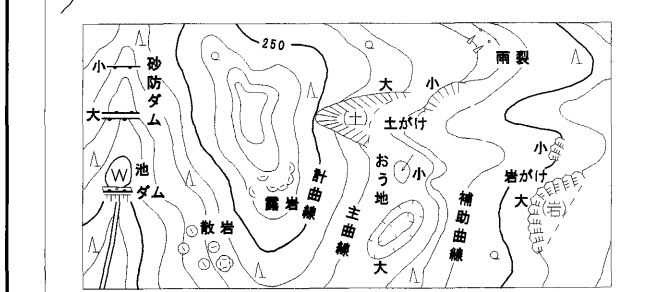 250
小
砂防ダム
大
W
池
ダム
露岩
散岩
計曲線
主曲線
大
小
土
土がけ
おう地
小
大
補助曲線
雨裂
小
岩がけ
大
岩